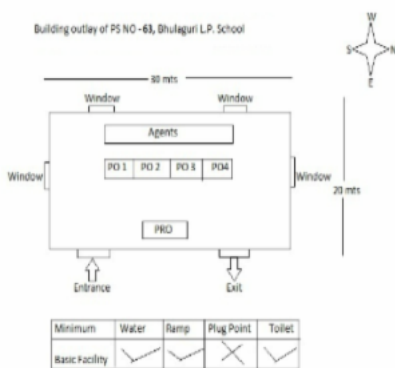 Building outlay of PS NO - 63, Bhulaguri L.P. School
W
S N
E
30 mts
Window Window
Agents
PO 1 PO 2 PO 3 PO4
Window Window
20 mts
PRO
Entrance Exit
Minimum Water Ramp Plug Point Toilet
Basic Facility